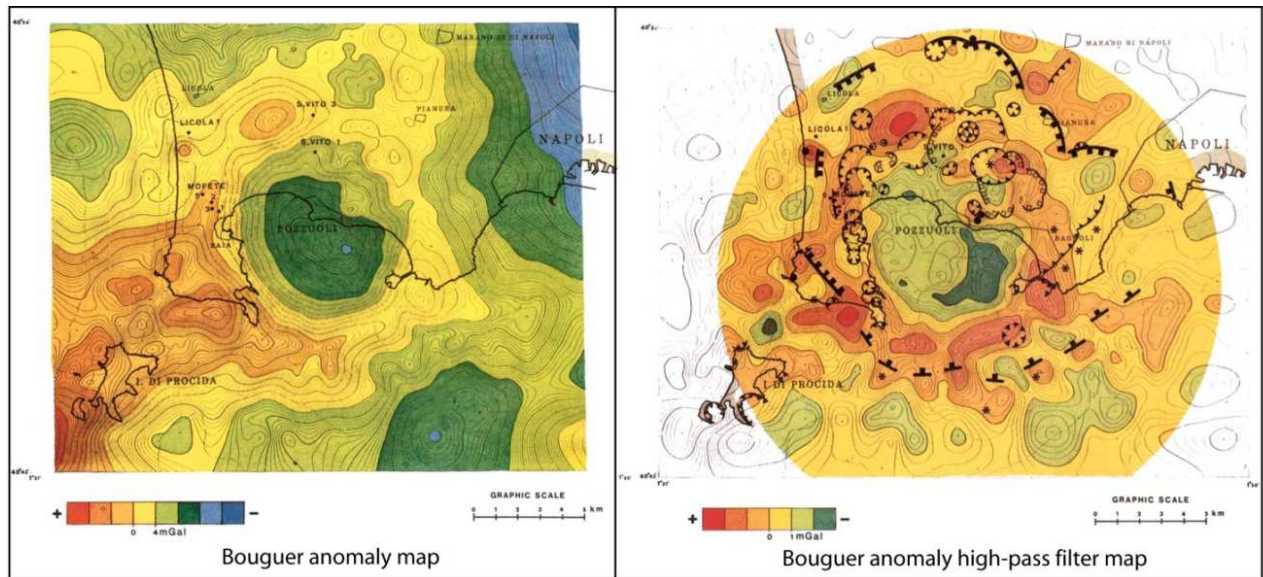 MARANO DI NAPOLI
LICOLA
S.VITO 3
PIANURA
LICOLA 1
S.VITO 1
NAPOLI
MOFETE
POZZUOLI
BAIA
I. DI PROCIDA
+
-
0 4mGal
GRAPHIC SCALE
0 1 2 3 4 5 km
Bouguer anomaly map
MARANO DI NAPOLI
LICOLA
PIANURA
LICOLA 1
S.VITO 1
NAPOLI
POZZUOLI
BAGNOLI
I. DI PROCIDA
+
-
0 1mGal
GRAPHIC SCALE
0 1 2 3 4 5 km
Bouguer anomaly high-pass filter map